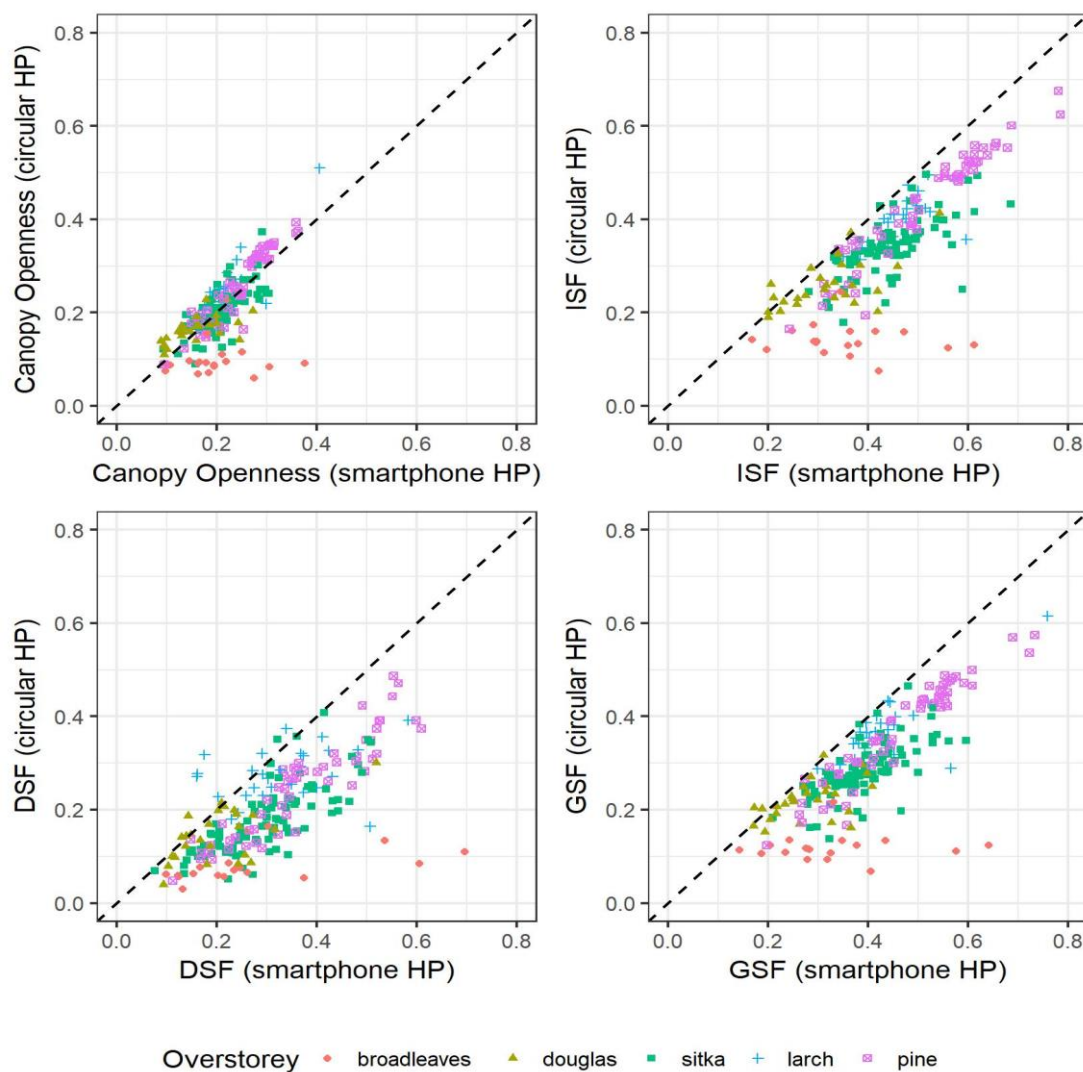 0.8
0.6
0.4
0.2
0.0
Canopy Openness (circular HP)
0.0 0.2 0.4 0.6 0.8
Canopy Openness (smartphone HP)
0.8
0.6
0.4
0.2
0.0
ISF (circular HP)
0.0 0.2 0.4 0.6 0.8
ISF (smartphone HP)
0.8
0.6
0.4
0.2
0.0
DSF (circular HP)
0.0 0.2 0.4 0.6 0.8
DSF (smartphone HP)
0.8
0.6
0.4
0.2
0.0
GSF (circular HP)
0.0 0.2 0.4 0.6 0.8
GSF (smartphone HP)
Overstorey broadleaves douglas sitka larch pine